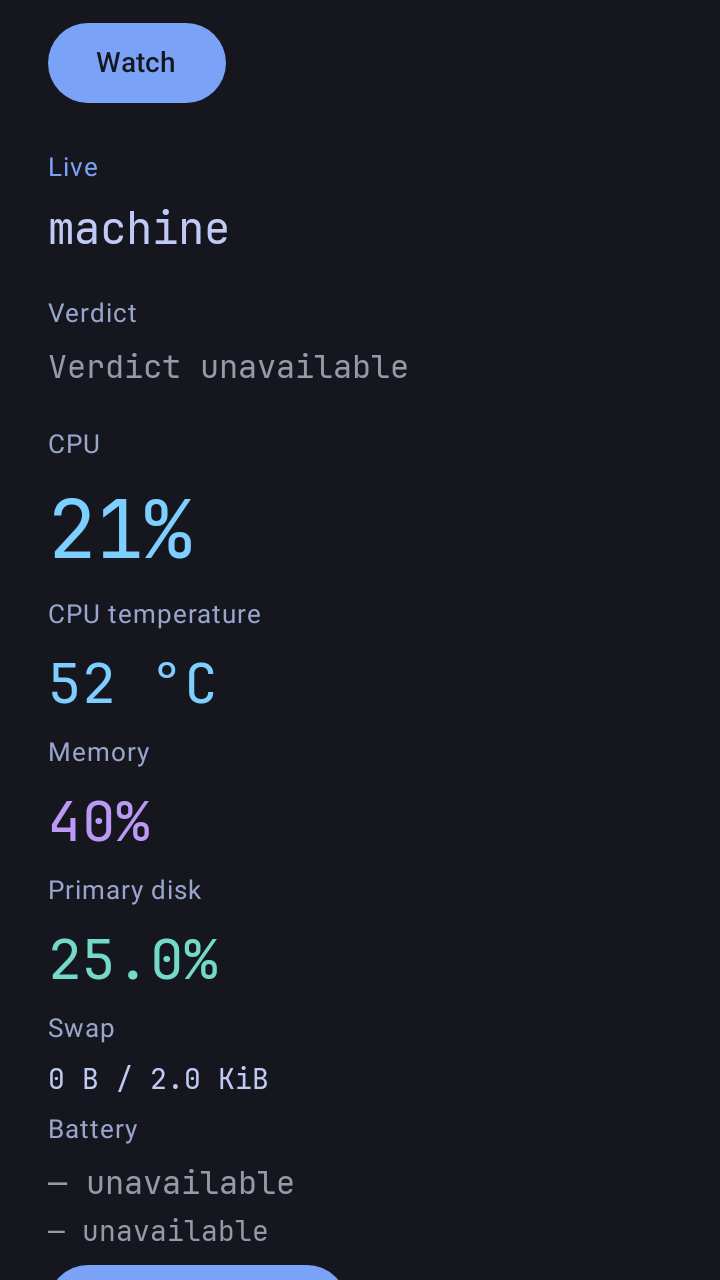 Watch
Live
machine
Verdict
Verdict unavailable
CPU
21%
CPU temperature
52 °C
Memory
40%
Primary disk
25.0%
Swap
0 B / 2.0 KiB
Battery
— unavailable
— unavailable